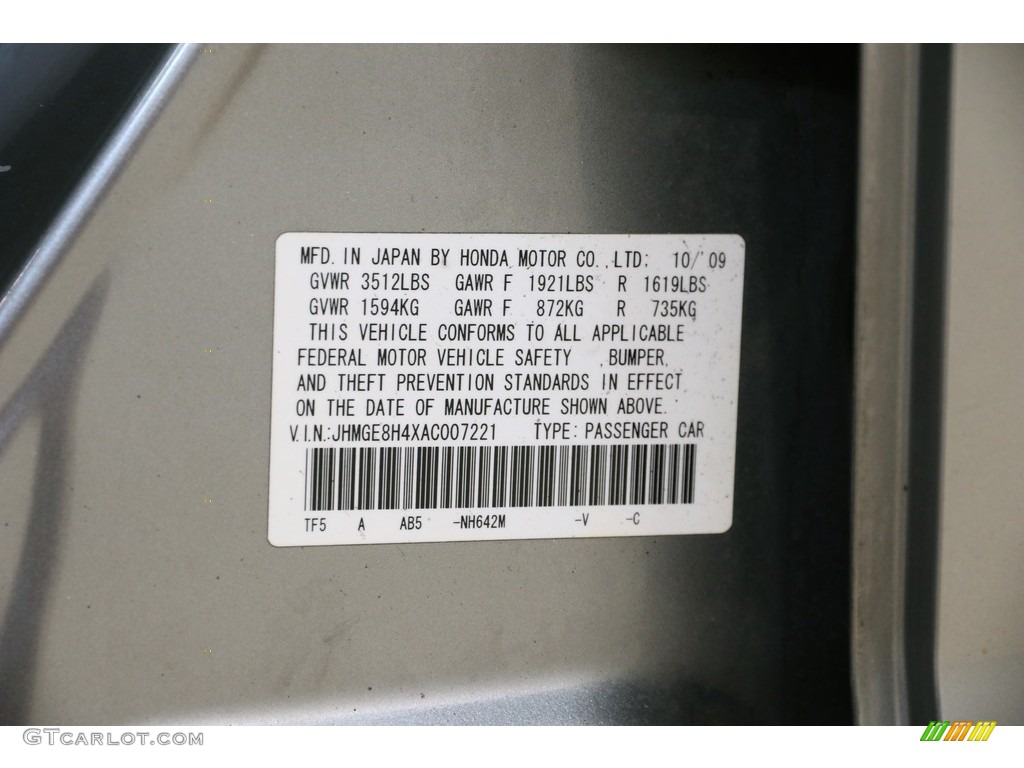 MFD. IN JAPAN BY HONDA MOTOR CO.,LTD: 10/'09
GVWR 3512LBS GAWR F 1921LBS R 1619LBS
GVWR 1594KG GAWR F 872KG R 735KG
THIS VEHICLE CONFORMS TO ALL APPLICABLE
FEDERAL MOTOR VEHICLE SAFETY ,BUMPER,
AND THEFT PREVENTION STANDARDS IN EFFECT
ON THE DATE OF MANUFACTURE SHOWN ABOVE.
V.I.N.:JHMGE8H4XAC007221 TYPE: PASSENGER CAR
TF5 A AB5 -NH642M -V -C
GTCarLot.com